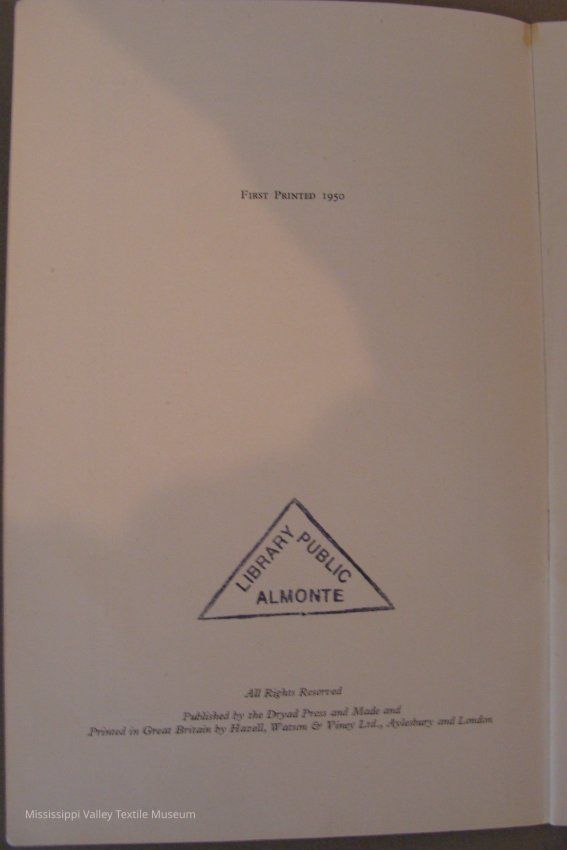 First Printed 1950
LIBRARY PUBLIC
ALMONTE
All Rights Reserved
Published by the Dryad Press and Made and
Printed in Great Britain by Hazell, Watson & Viney Ltd., Aylesbury and London
Mississippi Valley Textile Museum